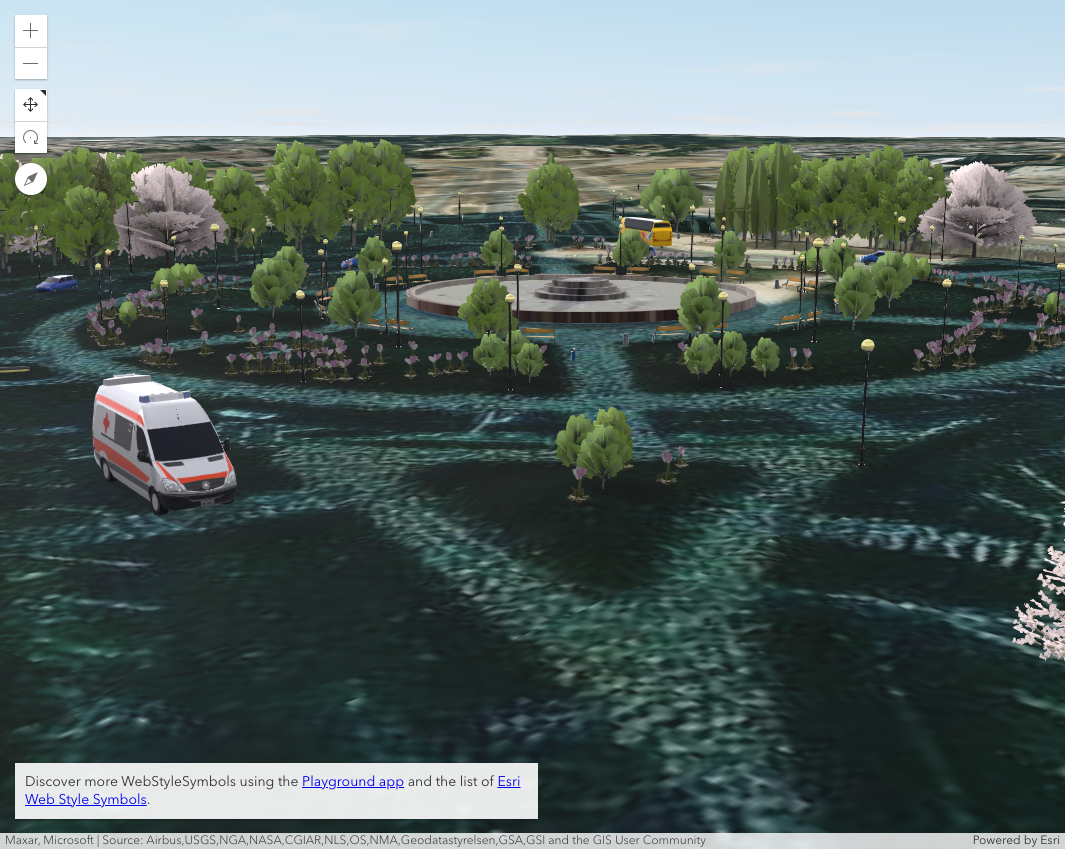 Discover more WebStyleSymbols using the Playground app and the list of Esri
Web Style Symbols.
Maxar, Microsoft | Source: Airbus,USGS,NGA,NASA,CGIAR,NLS,OS,NMA,Geodatastyrelsen,GSA,GSI and the GIS User Community
Powered by Esri